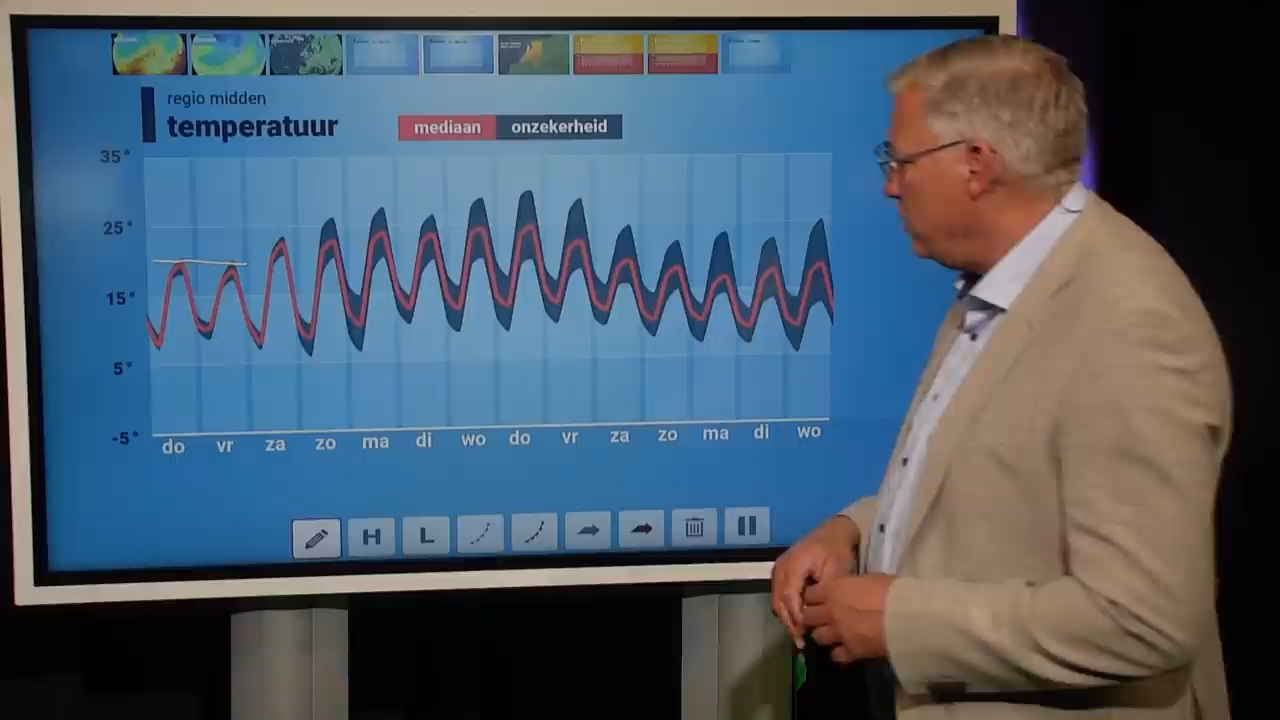 regio midden
temperatuur
mediaan onzekerheid
35°
25°
15°
5°
-5°
do vr za zo ma di wo do vr za zo ma di wo
H L